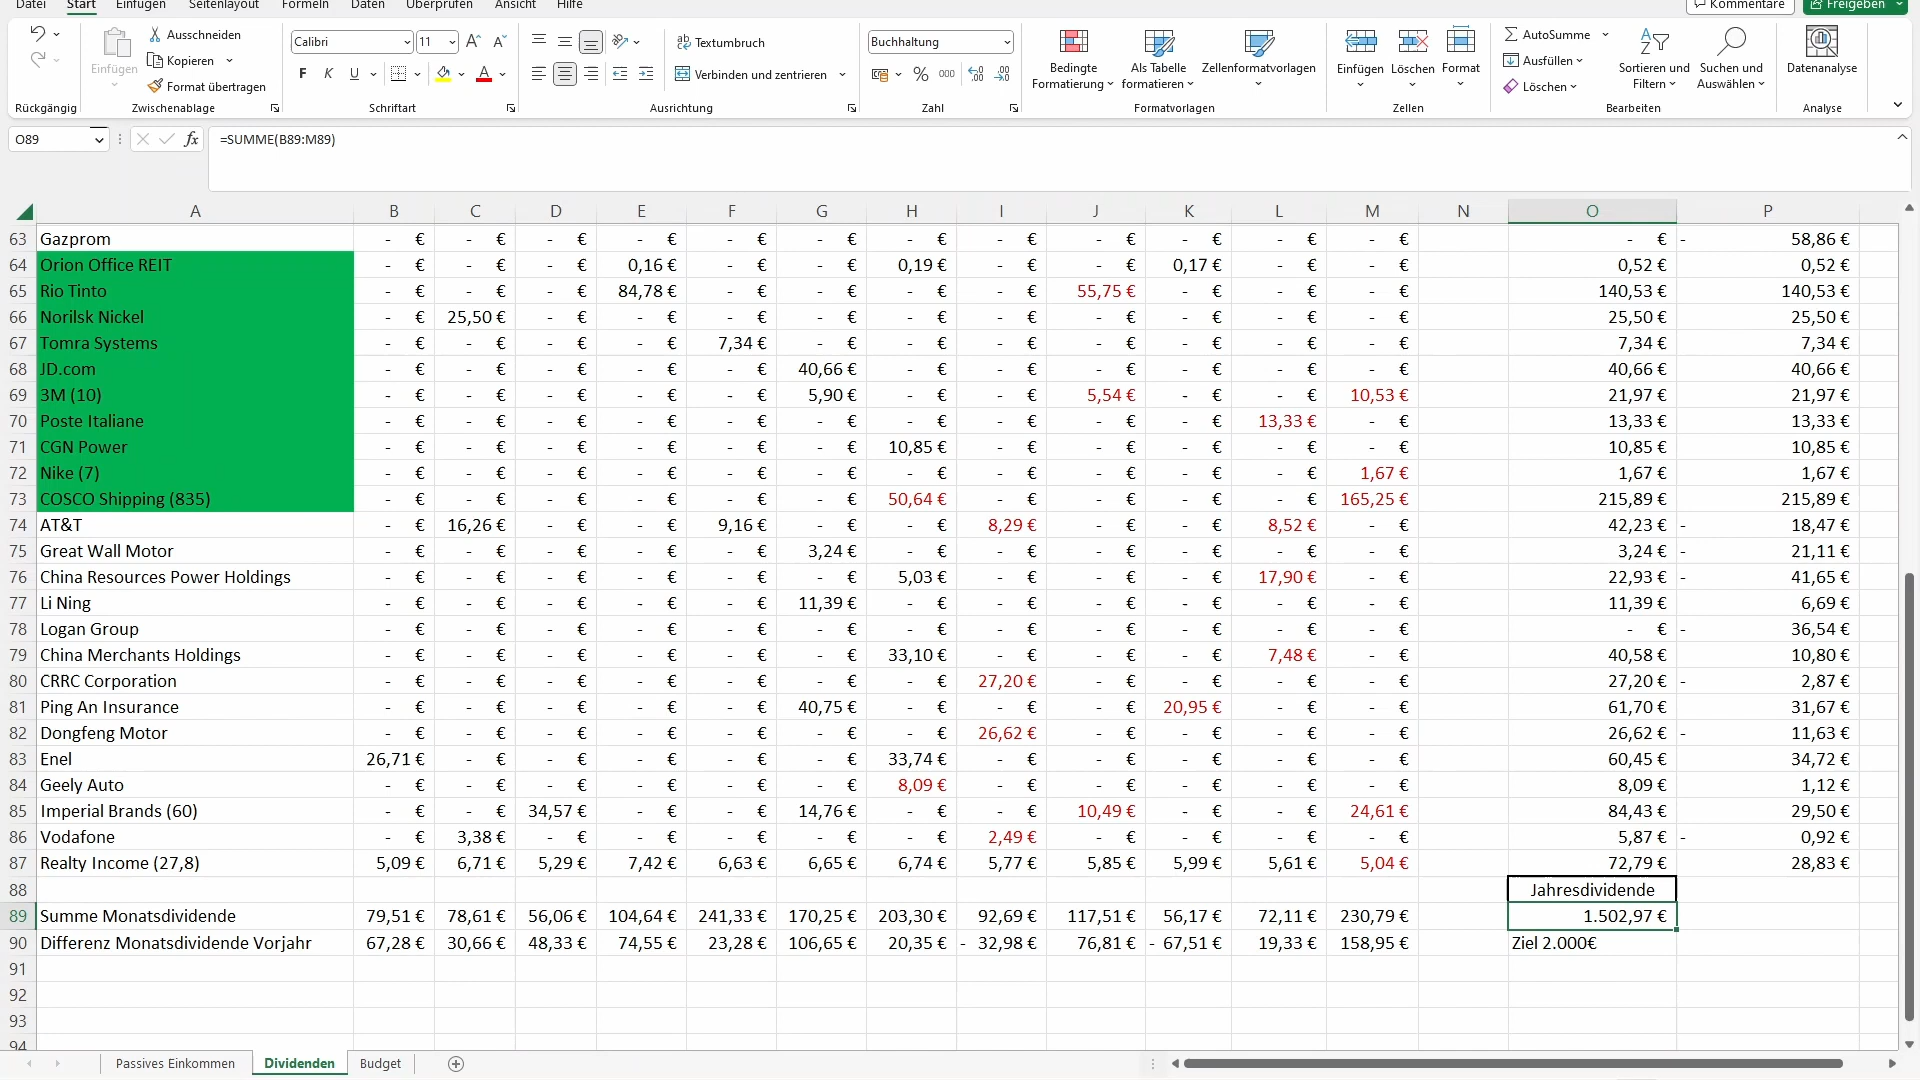 Datei Start Einfügen Seitenlayout Formeln Daten Überprüfen Ansicht Hilfe Kommentare Freigeben
Einfügen Ausschneiden Kopieren Format übertragen
Calibri 11 F K U
ab Textumbruch Verbinden und zentrieren
Buchhaltung % 000
Bedingte Formatierung Als Tabelle formatieren Zellenformatvorlagen
Einfügen Löschen Format
AutoSumme Ausfüllen Löschen
Sortieren und Filtern Suchen und Auswählen Datenanalyse
Rückgängig Zwischenablage Schriftart Ausrichtung Zahl Formatvorlagen Zellen Bearbeiten Analyse
O89 fx =SUMME(B89:M89)
A B C D E F G H I J K L M N O P
63 Gazprom - € - € - € - € - € - € - € - € - € - € - € - € - € - 58,86 €
64 Orion Office REIT - € - € - € 0,16 € - € - € 0,19 € - € - € 0,17 € - € - € 0,52 € 0,52 €
65 Rio Tinto - € - € - € 84,78 € - € - € - € - € 55,75 € - € - € - € 140,53 € 140,53 €
66 Norilsk Nickel - € 25,50 € - € - € - € - € - € - € - € - € - € - € 25,50 € 25,50 €
67 Tomra Systems - € - € - € - € 7,34 € - € - € - € - € - € - € - € 7,34 € 7,34 €
68 JD.com - € - € - € - € - € 40,66 € - € - € - € - € - € - € 40,66 € 40,66 €
69 3M (10) - € - € - € - € - € 5,90 € - € - € 5,54 € - € - € 10,53 € 21,97 € 21,97 €
70 Poste Italiane - € - € - € - € - € - € - € - € - € - € 13,33 € - € 13,33 € 13,33 €
71 CGN Power - € - € - € - € - € - € 10,85 € - € - € - € - € - € 10,85 € 10,85 €
72 Nike (7) - € - € - € - € - € - € - € - € - € - € - € 1,67 € 1,67 € 1,67 €
73 COSCO Shipping (835) - € - € - € - € - € - € 50,64 € - € - € - € - € 165,25 € 215,89 € 215,89 €
74 AT&T - € 16,26 € - € - € 9,16 € - € - € 8,29 € - € - € 8,52 € - € 42,23 € - 18,47 €
75 Great Wall Motor - € - € - € - € - € 3,24 € - € - € - € - € - € - € 3,24 € - 21,11 €
76 China Resources Power Holdings - € - € - € - € - € - € 5,03 € - € - € - € 17,90 € - € 22,93 € - 41,65 €
77 Li Ning - € - € - € - € - € 11,39 € - € - € - € - € - € - € 11,39 € 6,69 €
78 Logan Group - € - € - € - € - € - € - € - € - € - € - € - € - € - 36,54 €
79 China Merchants Holdings - € - € - € - € - € - € 33,10 € - € - € - € 7,48 € - € 40,58 € 10,80 €
80 CRRC Corporation - € - € - € - € - € - € - € 27,20 € - € - € - € - € 27,20 € - 2,87 €
81 Ping An Insurance - € - € - € - € - € 40,75 € - € - € - € 20,95 € - € - € 61,70 € 31,67 €
82 Dongfeng Motor - € - € - € - € - € - € - € 26,62 € - € - € - € - € 26,62 € - 11,63 €
83 Enel 26,71 € - € - € - € - € - € 33,74 € - € - € - € - € - € 60,45 € 34,72 €
84 Geely Auto - € - € - € - € - € - € 8,09 € - € - € - € - € - € 8,09 € 1,12 €
85 Imperial Brands (60) - € - € 34,57 € - € - € 14,76 € - € - € 10,49 € - € - € 24,61 € 84,43 € 29,50 €
86 Vodafone - € 3,38 € - € - € - € - € - € 2,49 € - € - € - € - € 5,87 € - 0,92 €
87 Realty Income (27,8) 5,09 € 6,71 € 5,29 € 7,42 € 6,63 € 6,65 € 6,74 € 5,77 € 5,85 € 5,99 € 5,61 € 5,04 € 72,79 € 28,83 €
88 Jahresdividende
89 Summe Monatsdividende 79,51 € 78,61 € 56,06 € 104,64 € 241,33 € 170,25 € 203,30 € 92,69 € 117,51 € 56,17 € 72,11 € 230,79 € 1.502,97 €
90 Differenz Monatsdividende Vorjahr 67,28 € 30,66 € 48,33 € 74,55 € 23,28 € 106,65 € 20,35 € - 32,98 € 76,81 € - 67,51 € 19,33 € 158,95 € Ziel 2.000€
91
92
93
94
Passives Einkommen Dividenden Budget